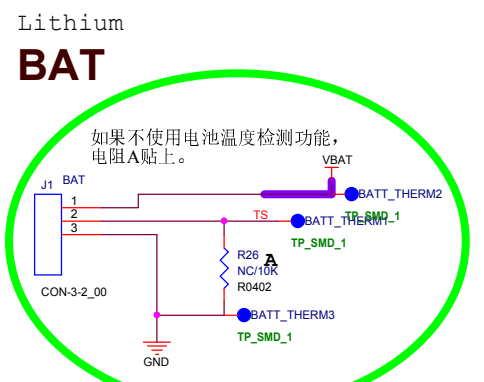 Lithium
BAT
如果不使用电池温度检测功能，
电阻A贴上。
VBAT
J1 BAT
1
BATT_THERM2
2
TS
BATT_THERM1
TP_SMD_1
3
TP_SMD_1
R26
A
NC/10K
R0402
CON-3-2_00
BATT_THERM3
TP_SMD_1
GND